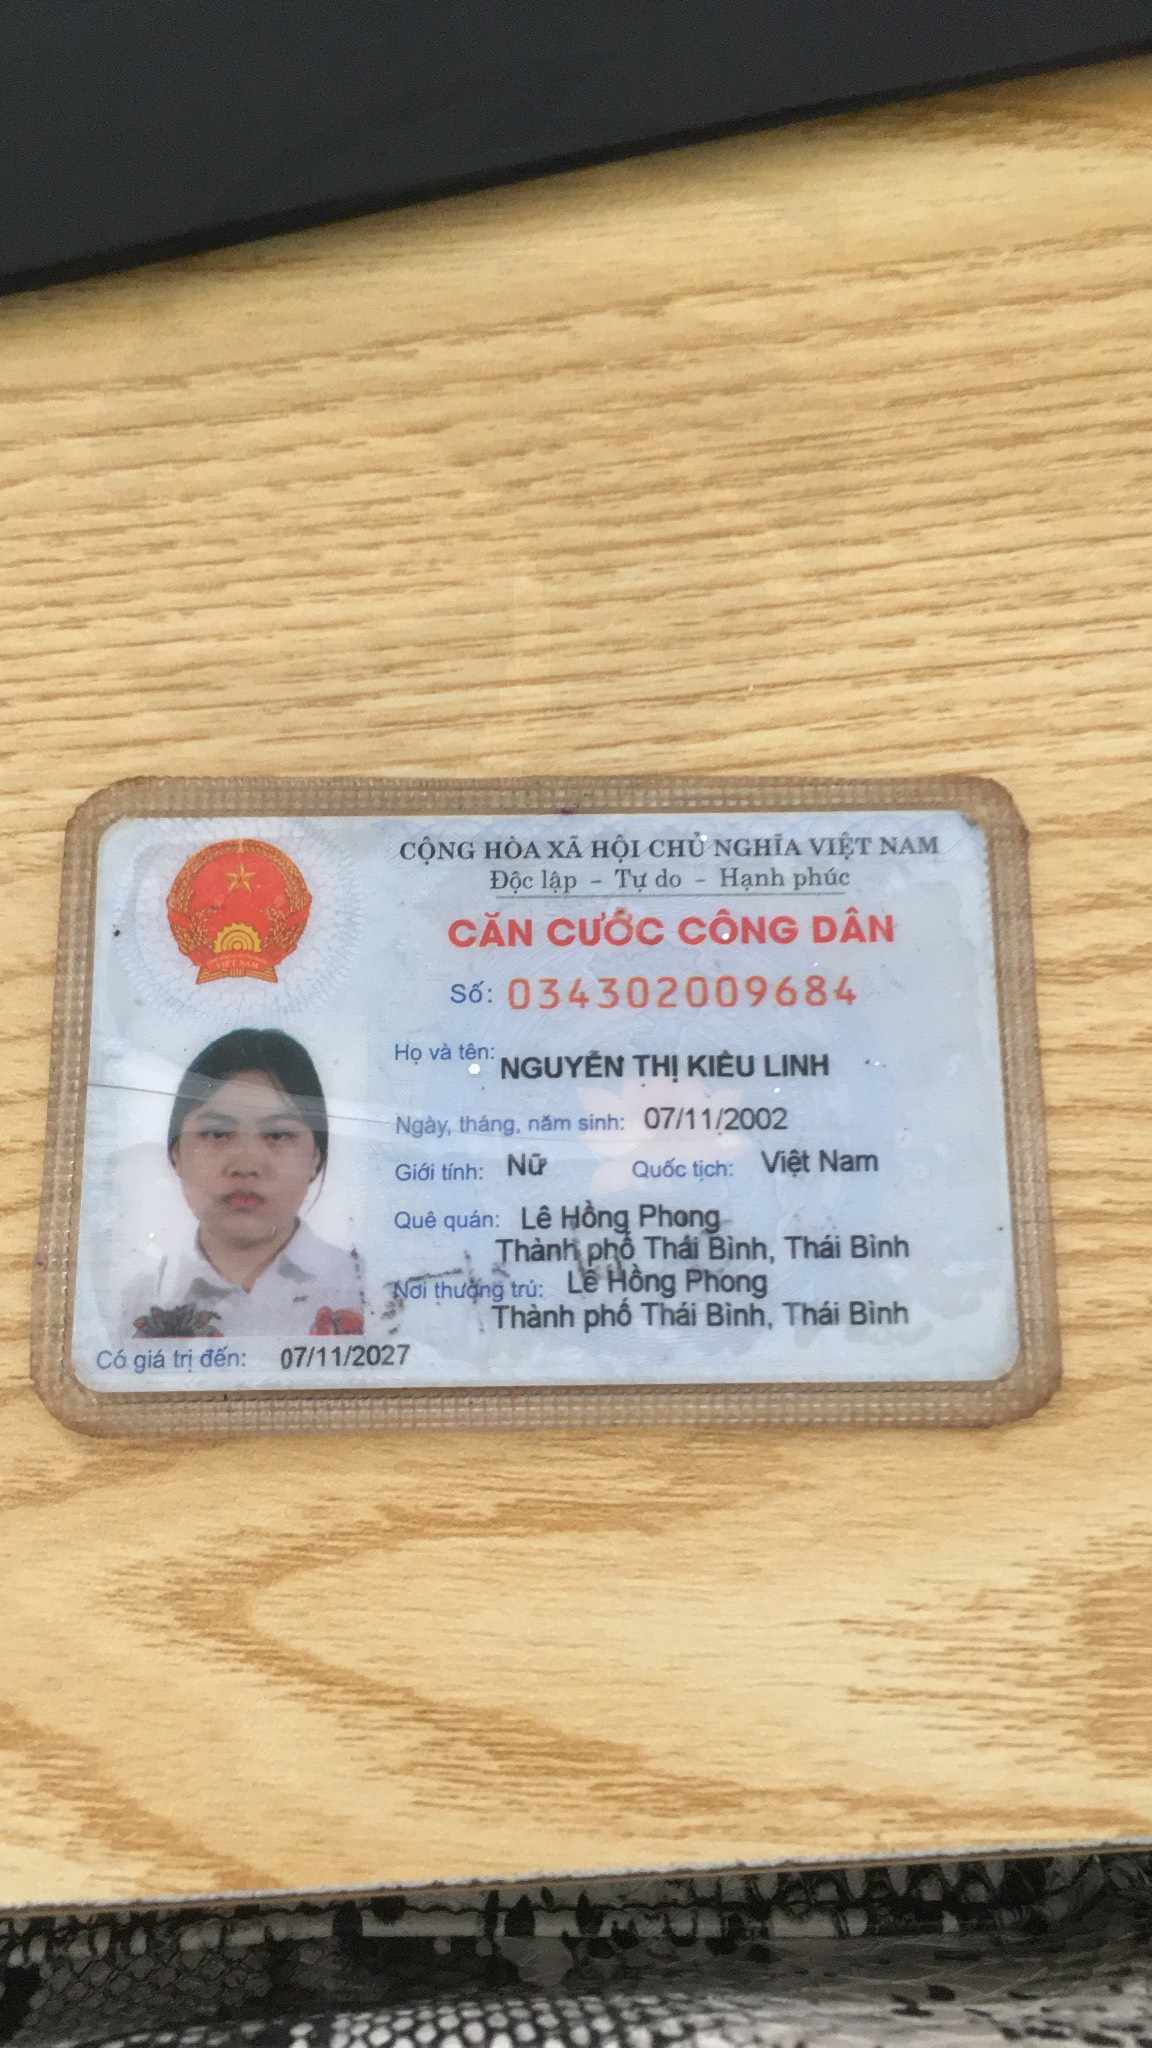 CỘNG HÒA XÃ HỘI CHỦ NGHĨA VIỆT NAM
Độc lập - Tự do - Hạnh phúc
CĂN CƯỚC CÔNG DÂN
Số: 034302009684
Họ và tên: NGUYỄN THỊ KIỀU LINH
Ngày, tháng, năm sinh: 07/11/2002
Giới tính: Nữ Quốc tịch: Việt Nam
Quê quán: Lê Hồng Phong
Thành phố Thái Bình, Thái Bình
Nơi thường trú: Lê Hồng Phong
Thành phố Thái Bình, Thái Bình
Có giá trị đến: 07/11/2027
VIỆT NAM